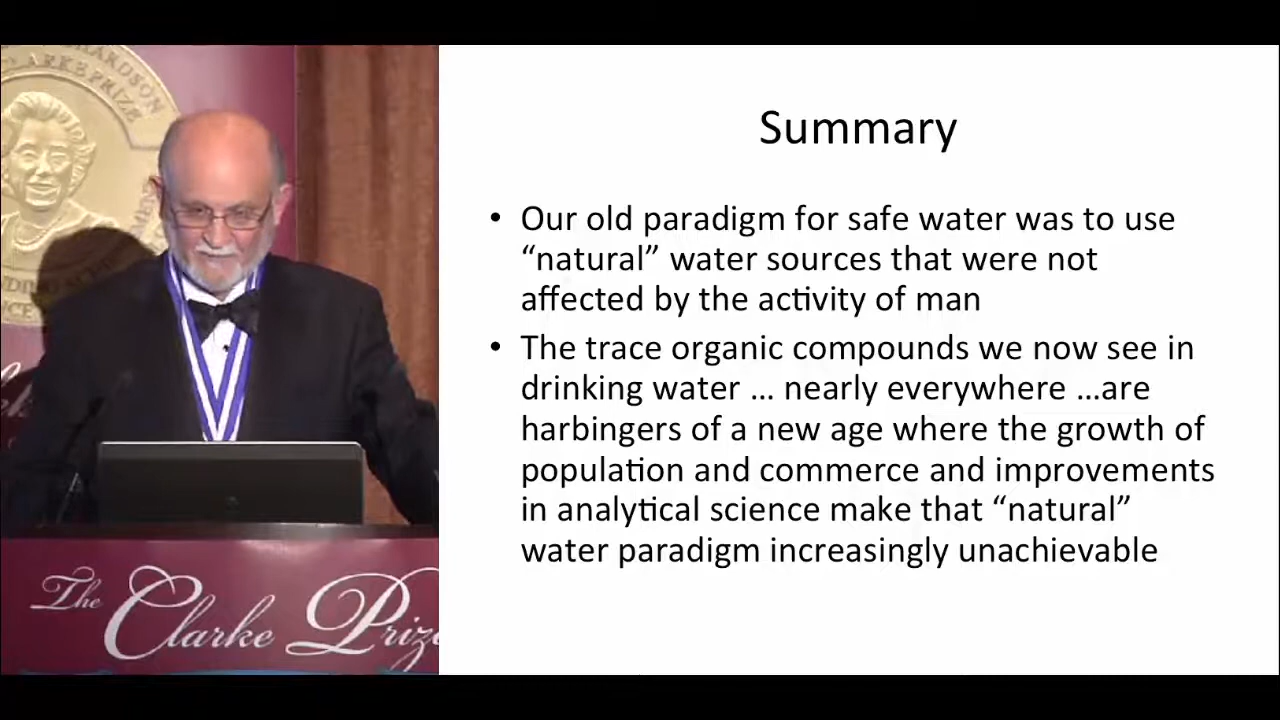 CLARKE PRIZE
The
Clarke Prize
Summary
• Our old paradigm for safe water was to use
“natural” water sources that were not
affected by the activity of man
• The trace organic compounds we now see in
drinking water … nearly everywhere …are
harbingers of a new age where the growth of
population and commerce and improvements
in analytical science make that “natural”
water paradigm increasingly unachievable